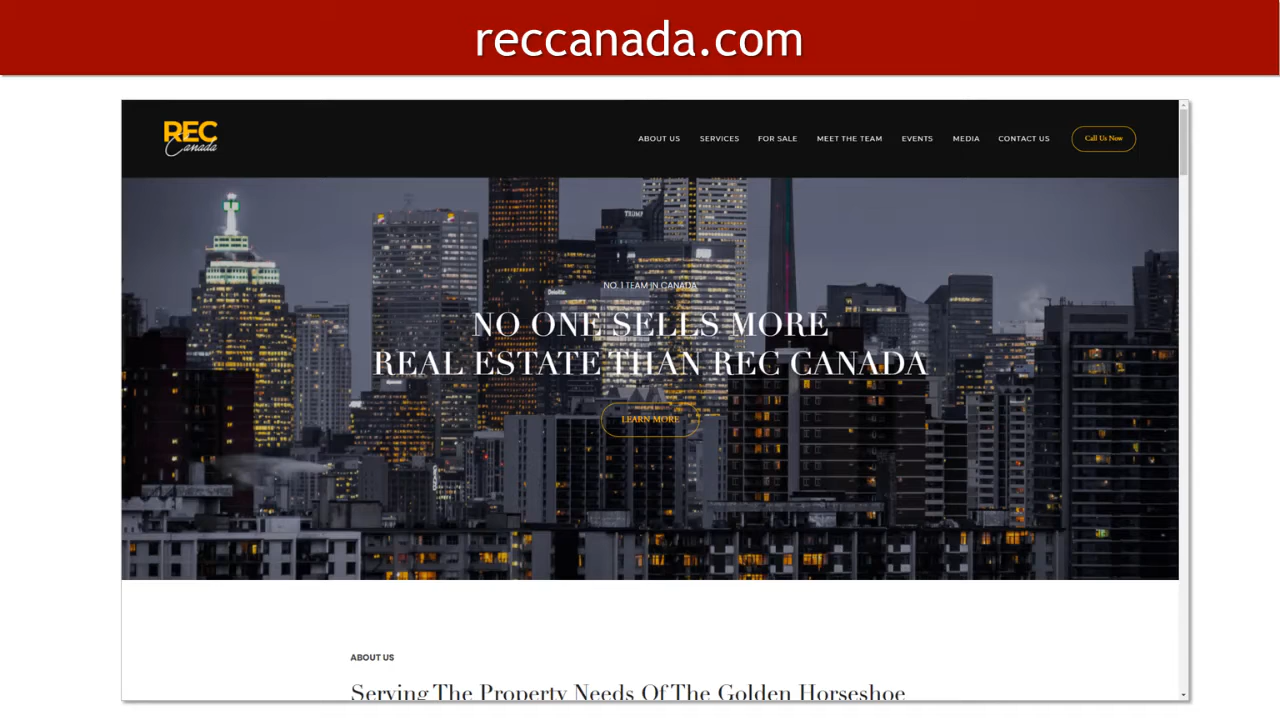 reccanada.com
REC
Canada
ABOUT US SERVICES FOR SALE MEET THE TEAM EVENTS MEDIA CONTACT US Call Us Now
TRUMP
Deloitte
NO. 1 TEAM IN CANADA
NO ONE SELLS MORE
REAL ESTATE THAN REC CANADA
LEARN MORE
ABOUT US
Serving The Property Needs Of The Golden Horseshoe